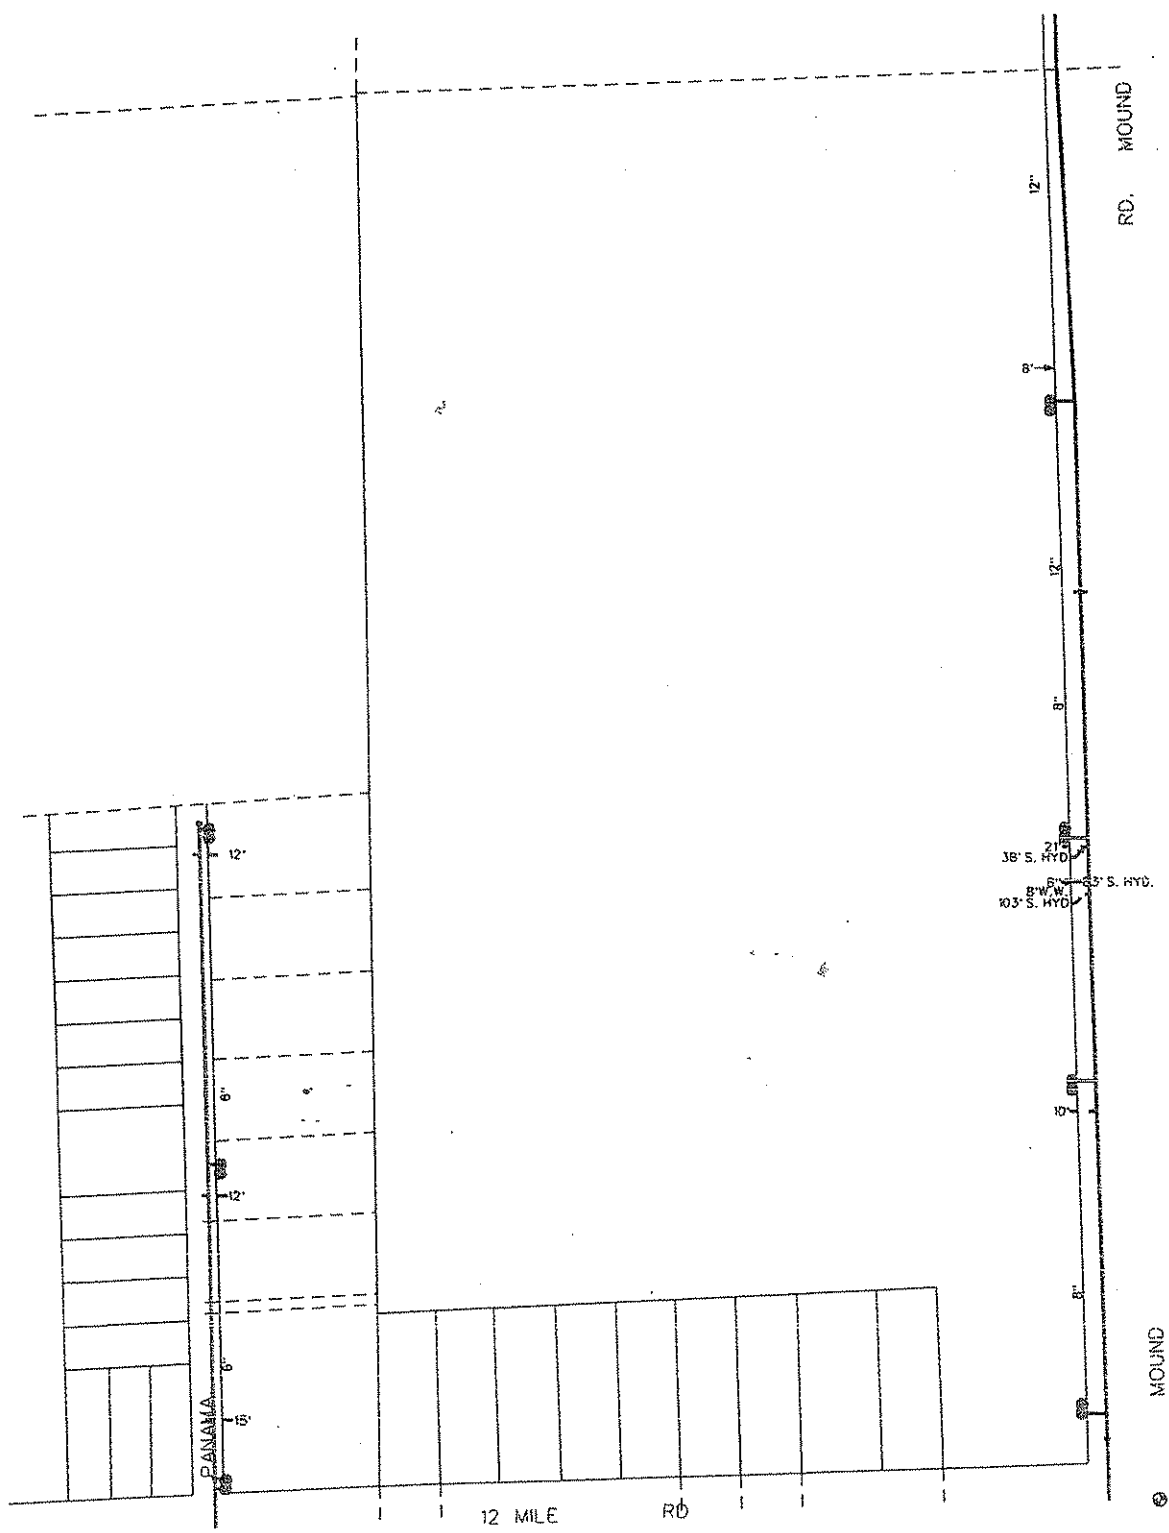 MOUND
RD.
12"
8'
12"
8"
21'
38' S. HYD
6"
63' S. HYD.
8" W.W.
103' S. HYD
12'
6"
12'
10'
8"
6"
15'
PANAMA
MOUND
12 MILE RD